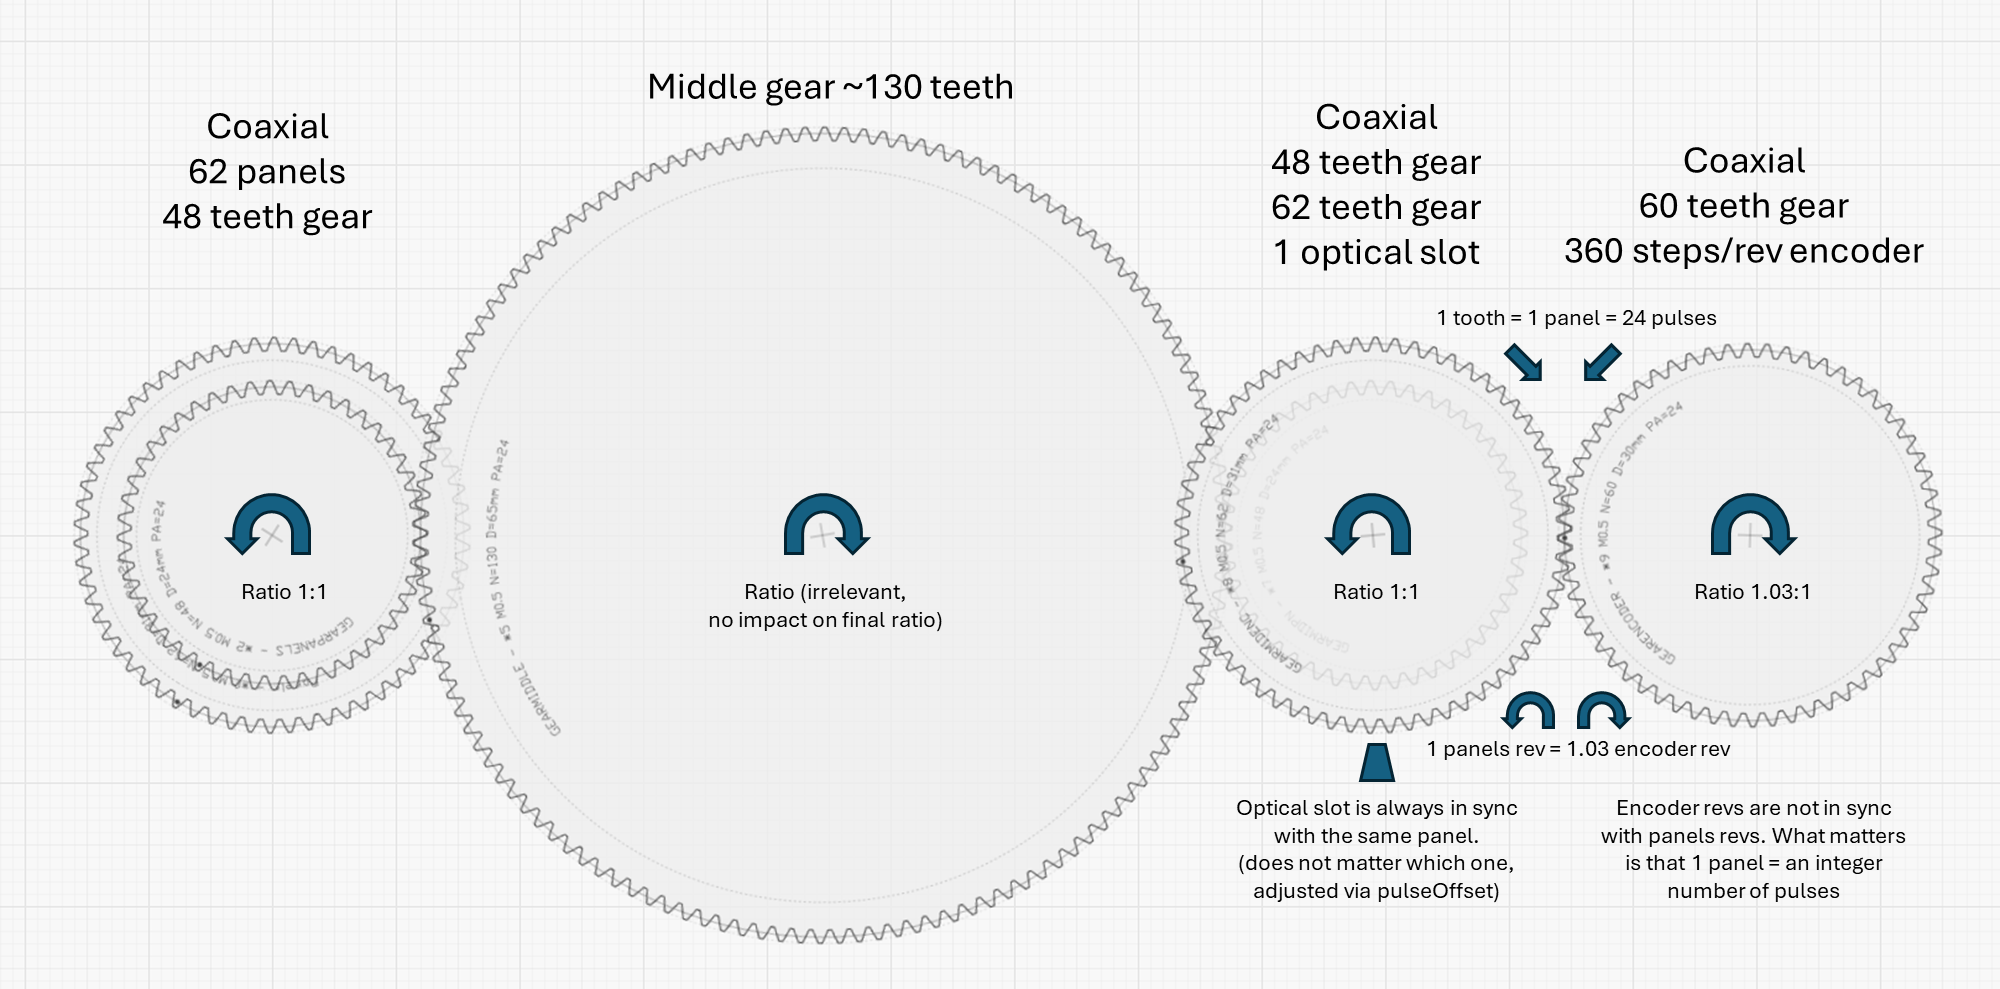 Middle gear ~130 teeth
Coaxial
62 panels
48 teeth gear
Coaxial
48 teeth gear
62 teeth gear
1 optical slot
Coaxial
60 teeth gear
360 steps/rev encoder
1 tooth = 1 panel = 24 pulses
Ratio 1:1
Ratio (irrelevant,
no impact on final ratio)
Ratio 1:1
Ratio 1.03:1
GEARPANELS - *2 M0.5 N=48 D=24mm PA=24
GEARMIDDLE - *5 M0.5 N=130 D=65mm PA=24
GEARMIDENC - *8 M0.5 N=62 D=31mm PA=24
N=48 D=24mm PA=24
GEARENCODER - *9 M0.5 N=60 D=30mm PA=24
1 panels rev = 1.03 encoder rev
Optical slot is always in sync
with the same panel.
(does not matter which one,
adjusted via pulseOffset)
Encoder revs are not in sync
with panels revs. What matters
is that 1 panel = an integer
number of pulses